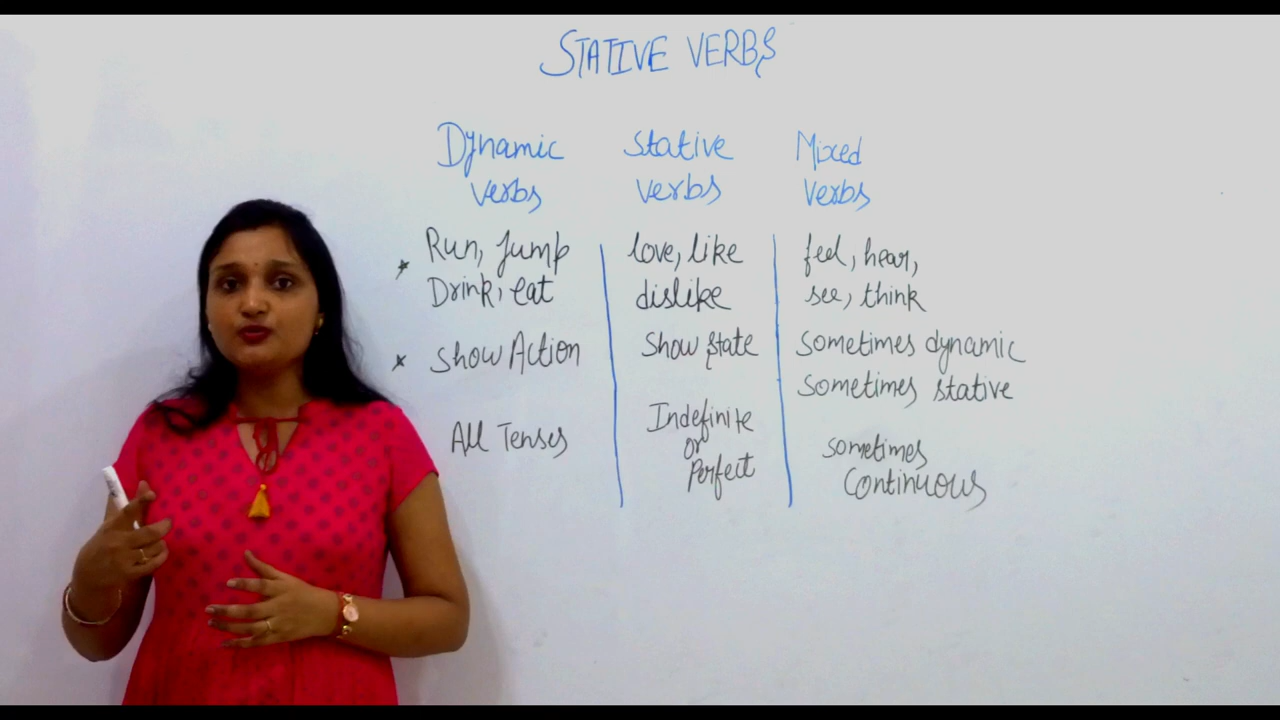 STATIVE VERBS
Dynamic
verbs
Run, Jump
Drink, eat
Show Action
All Tenses
Stative
verbs
love, like
dislike
Show State
Indefinite
or
Perfect
Mixed
Verbs
feel, hear,
see, think
Sometimes dynamic
Sometimes stative
sometimes
Continuous